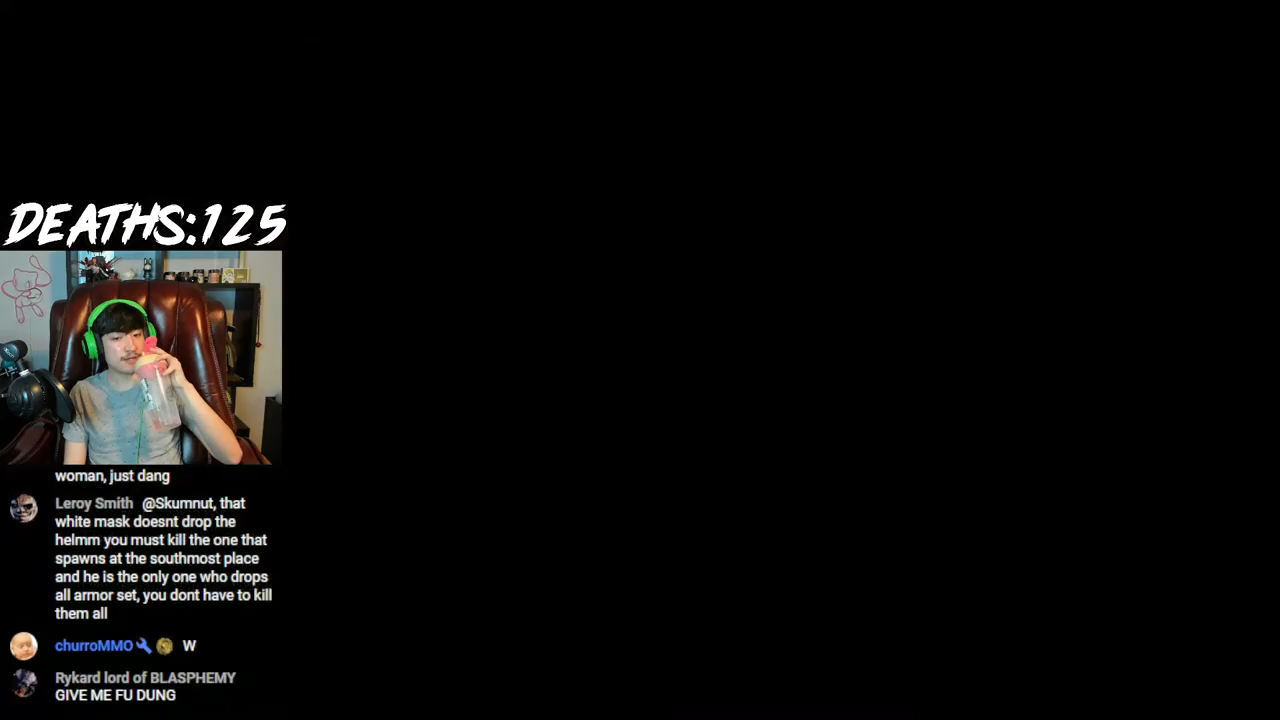 DEATHS:125
woman, just dang
Leroy Smith @Skumnut, that
white mask doesnt drop the
helmm you must kill the one that
spawns at the southmost place
and he is the only one who drops
all armor set, you dont have to kill
them all
churroMMO W
Rykard lord of BLASPHEMY
GIVE ME FU DUNG